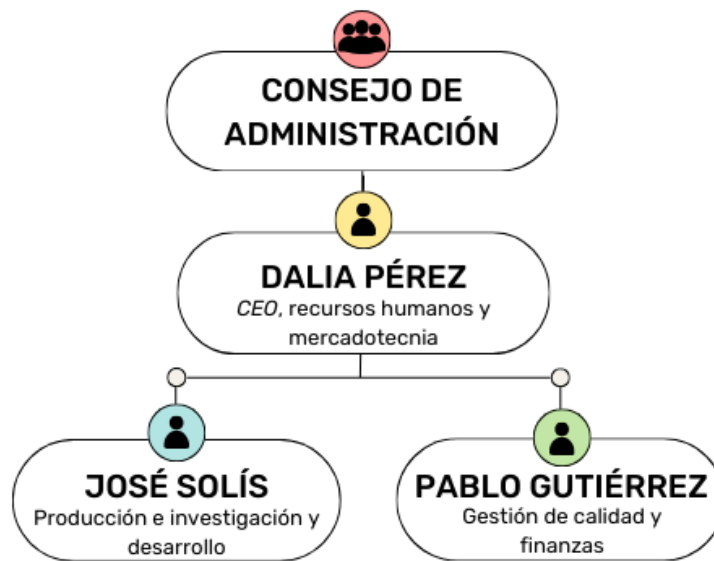 CONSEJO DE
ADMINISTRACIÓN
DALIA PÉREZ
CEO, recursos humanos y
mercadotecnia
JOSÉ SOLÍS
Producción e investigación y
desarrollo
PABLO GUTIÉRREZ
Gestión de calidad y
finanzas